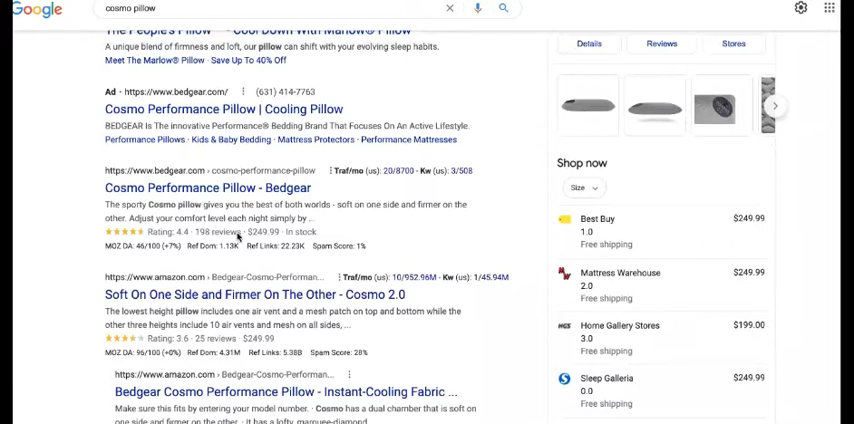 Google
cosmo pillow
The People's Pillow - Cool Down With Marlow® Pillow
A unique blend of firmness and loft, our pillow can shift with your evolving sleep habits.
Meet The Marlow® Pillow · Save Up To 40% Off
Ad · https://www.bedgear.com/ (631) 414-7763
Cosmo Performance Pillow | Cooling Pillow
BEDGEAR Is The innovative Performance® Bedding Brand That Focuses On An Active Lifestyle.
Performance Pillows · Kids & Baby Bedding · Mattress Protectors · Performance Mattresses
https://www.bedgear.com › cosmo-performance-pillow Traf/mo (us): 20/8700 - Kw (us): 3/508
Cosmo Performance Pillow - Bedgear
The sporty Cosmo pillow gives you the best of both worlds - soft on one side and firmer on the
other. Adjust your comfort level each night simply by ...
Rating: 4.4 · 198 reviews · $249.99 · In stock
MOZ DA: 46/100 (+7%) Ref Dom: 1.13K Ref Links: 22.23K Spam Score: 1%
https://www.amazon.com › Bedgear-Cosmo-Performan... Traf/mo (us): 10/952.96M - Kw (us): 1/45.94M
Soft On One Side and Firmer On The Other - Cosmo 2.0
The lowest height pillow includes one air vent and a mesh patch on top and bottom while the
other three heights include 10 air vents and mesh on all sides, ...
Rating: 3.6 · 25 reviews · $249.99
MOZ DA: 96/100 (+0%) Ref Dom: 4.31M Ref Links: 5.38B Spam Score: 28%
https://www.amazon.com › Bedgear-Cosmo-Performan...
Bedgear Cosmo Performance Pillow - Instant-Cooling Fabric ...
Make sure this fits by entering your model number. · Cosmo has a dual chamber that is soft on
one side and firmer on the other. · It has a lofty, marquee-diamond
Details Reviews Stores
Shop now
Size
Best Buy $249.99
1.0
Free shipping
MW
Mattress Warehouse $249.99
2.0
Free shipping
HGS
Home Gallery Stores $199.00
3.0
Free shipping
S
Sleep Galleria $249.99
0.0
Free shipping